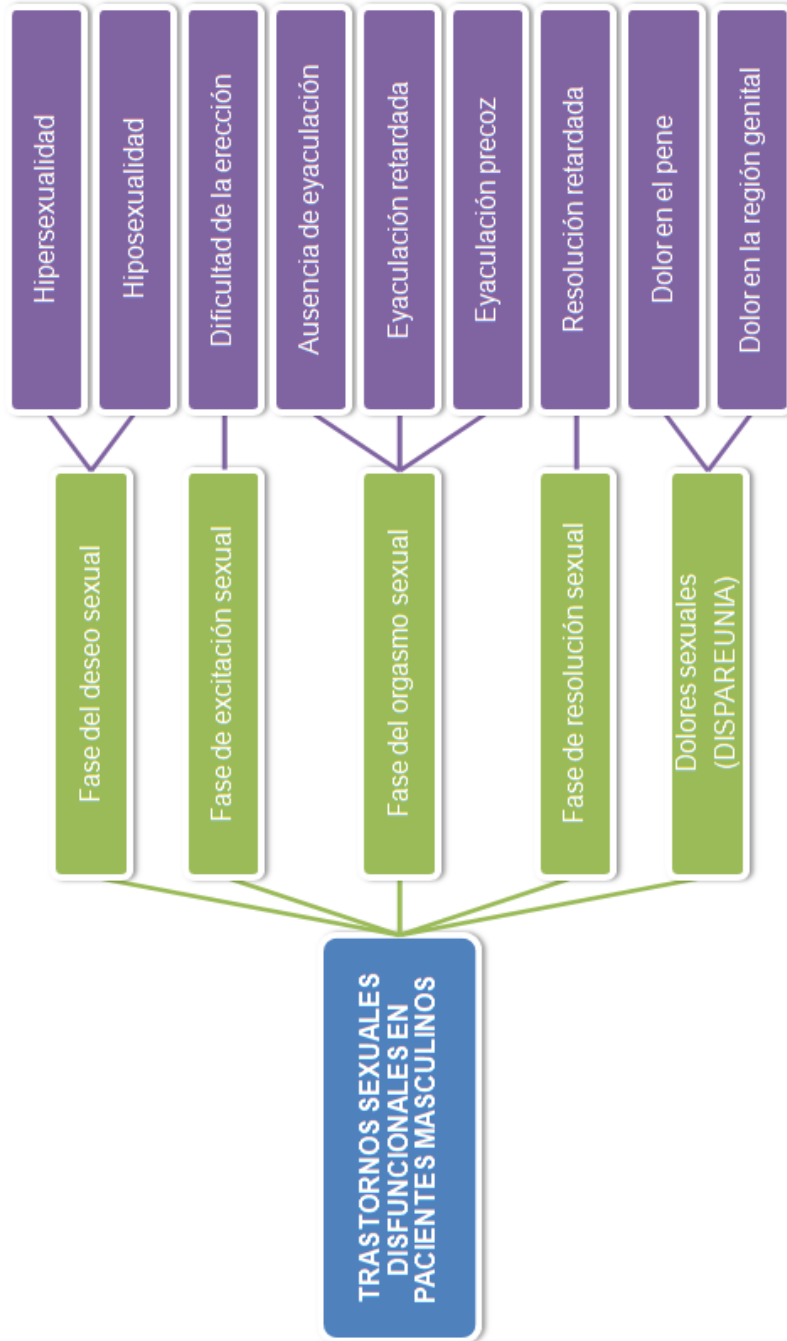 TRASTORNOS SEXUALES
DISFUNCIONALES EN
PACIENTES MASCULINOS
Fase del deseo sexual
Hipersexualidad
Hiposexualidad
Fase de excitación sexual
Dificultad de la erección
Fase del orgasmo sexual
Ausencia de eyaculación
Eyaculación retardada
Eyaculación precoz
Fase de resolución sexual
Resolución retardada
Dolores sexuales
(DISPAREUNIA)
Dolor en el pene
Dolor en la región genital